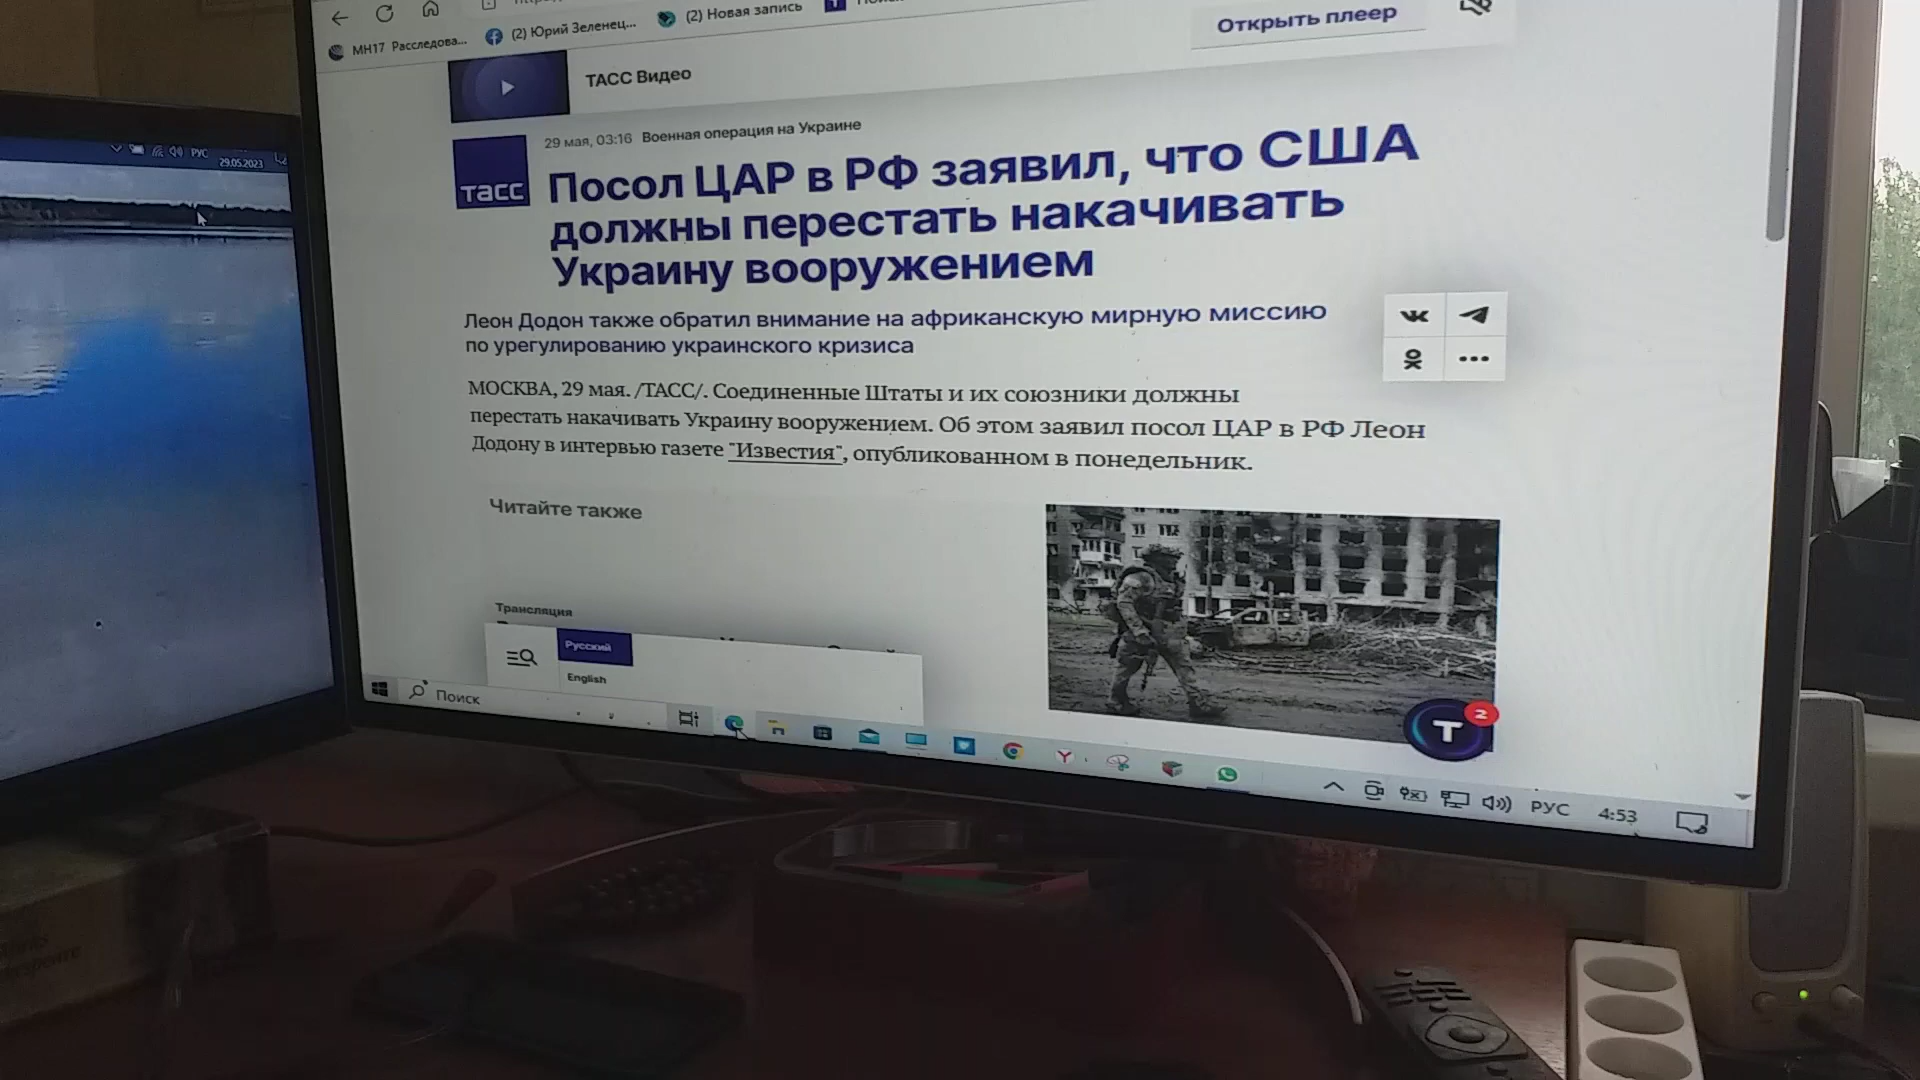 MH17 Расследова...
(2) Юрий Зеленец...
(2) Новая запись
Открыть плеер
ТАСС Видео
29 мая, 03:16 Военная операция на Украине
тасс
Посол ЦАР в РФ заявил, что США
должны перестать накачивать
Украину вооружением
Леон Додон также обратил внимание на африканскую мирную миссию
по урегулированию украинского кризиса
МОСКВА, 29 мая. /ТАСС/. Соединенные Штаты и их союзники должны
перестать накачивать Украину вооружением. Об этом заявил посол ЦАР в РФ Леон
Додону в интервью газете "Известия", опубликованном в понедельник.
Читайте также
Трансляция
Русский
English
Поиск
T
2
РУС
4:53
РУС
29.05.2023